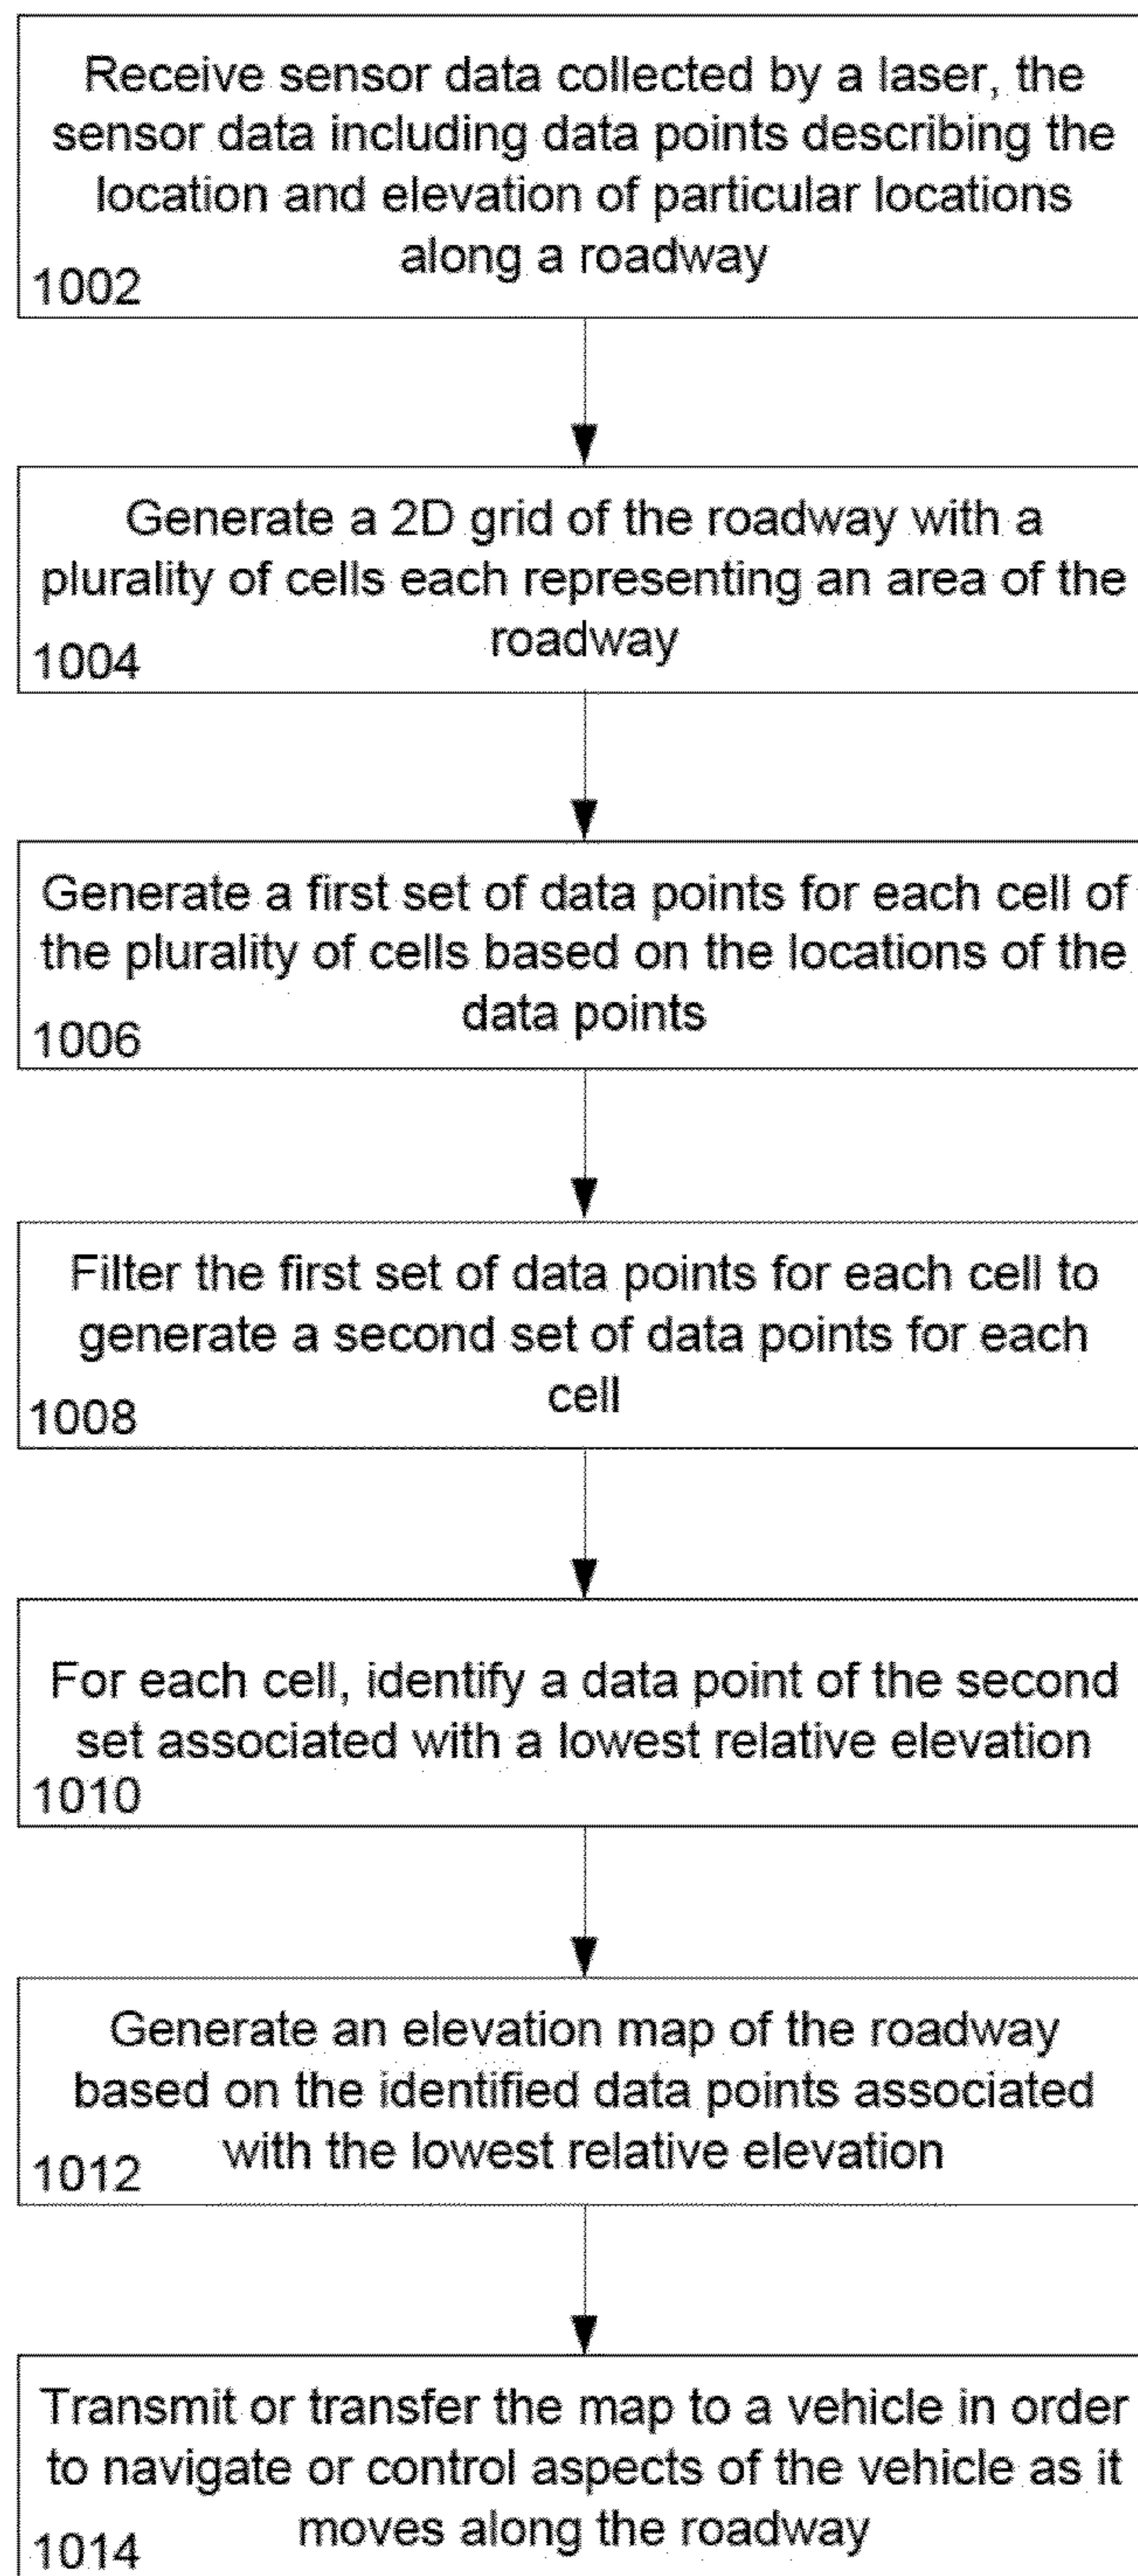 Receive sensor data collected by a laser, the
sensor data including data points describing the
location and elevation of particular locations
along a roadway
1002
Generate a 2D grid of the roadway with a
plurality of cells each representing an area of the
roadway
1004
Generate a first set of data points for each cell of
the plurality of cells based on the locations of the
data points
1006
Filter the first set of data points for each cell to
generate a second set of data points for each
cell
1008
For each cell, identify a data point of the second
set associated with a lowest relative elevation
1010
Generate an elevation map of the roadway
based on the identified data points associated
with the lowest relative elevation
1012
Transmit or transfer the map to a vehicle in order
to navigate or control aspects of the vehicle as it
moves along the roadway
1014